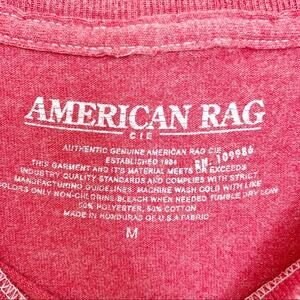 AMERICAN RAG
CIE
AUTHENTIC GENUINE AMERICAN RAG CIE
ESTABLISHED 1984
RN: 109986
THIS GARMENT AND IT'S MATERIAL MEETS OR EXCEEDS
INDUSTRY QUALITY STANDARDS AND COMPLIES WITH STRICT
MANUFACTURING GUIDELINES. MACHINE WASH COLD WITH LIKE
COLORS ONLY NON-CHLORINE BLEACH WHEN NEEDED TUMBLE DRY LOW
50% POLYESTER, 50% COTTON
MADE IN HONDURAS OF U.S.A FABRIC
M